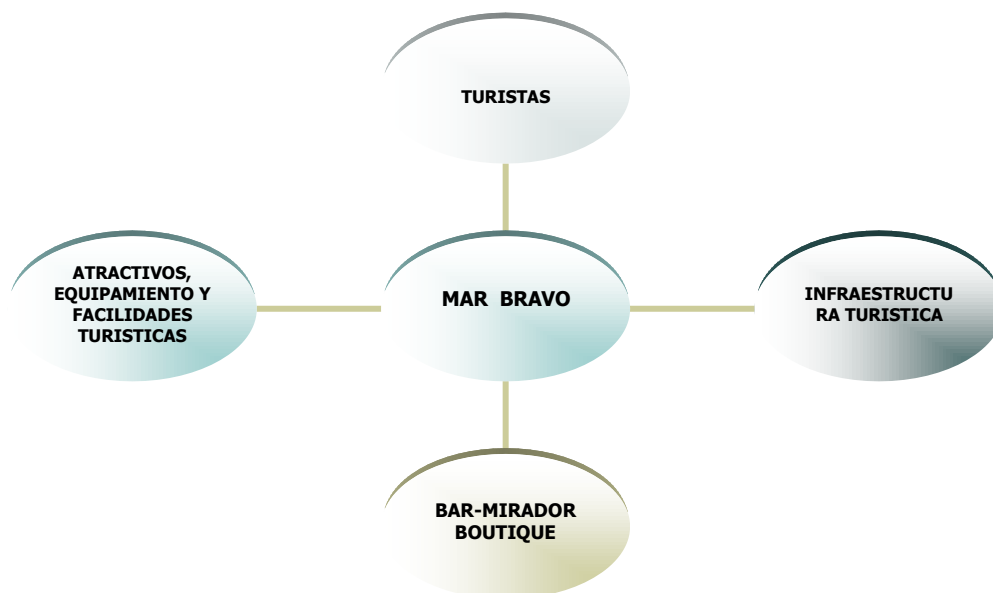 TURISTAS
ATRACTIVOS,
EQUIPAMIENTO Y
FACILIDADES
TURISTICAS
MAR BRAVO
INFRAESTRUCTU
RA TURISTICA
BAR-MIRADOR
BOUTIQUE